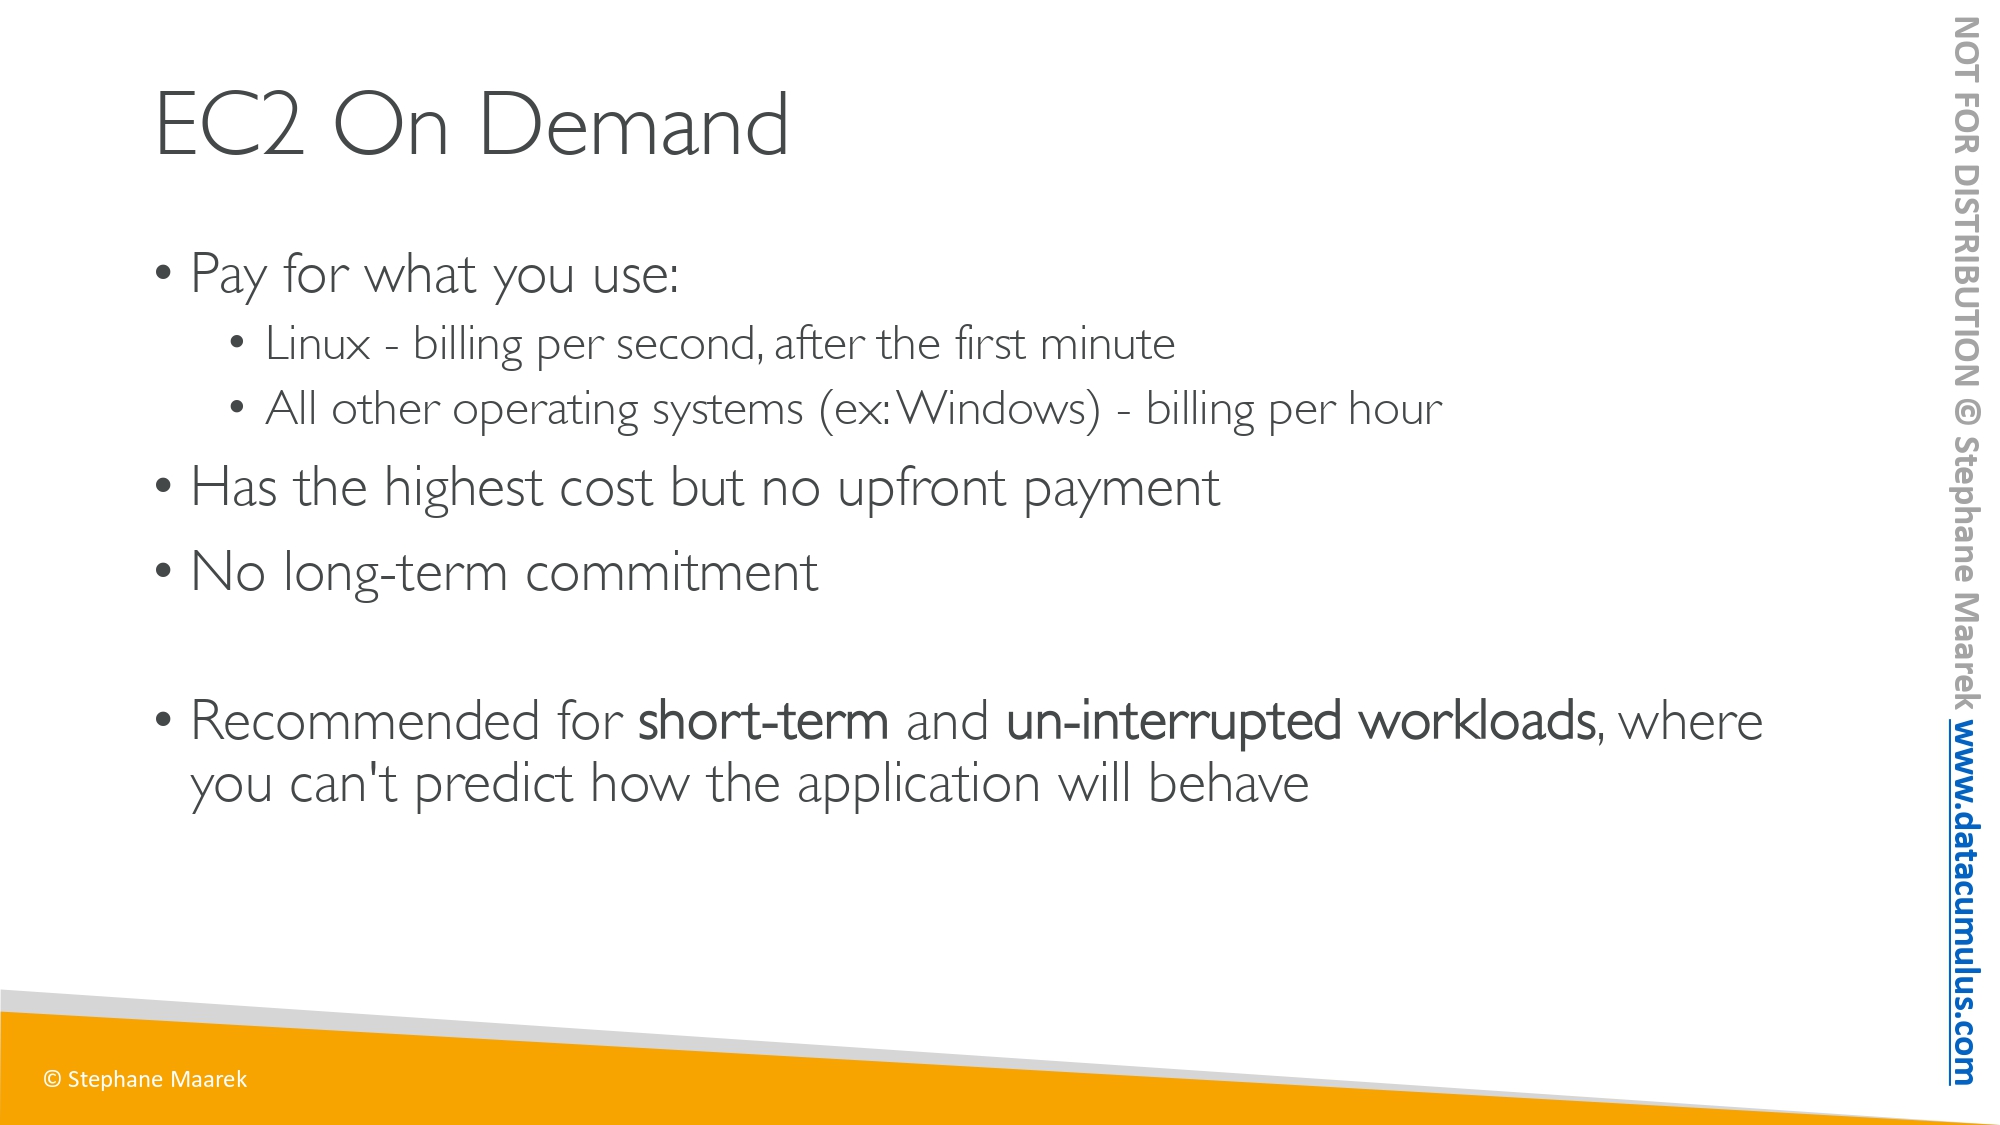 EC2 On Demand
• Pay for what you use:
• Linux - billing per second, after the first minute
• All other operating systems (ex: Windows) - billing per hour
• Has the highest cost but no upfront payment
• No long-term commitment
• Recommended for short-term and un-interrupted workloads, where
you can't predict how the application will behave
© Stephane Maarek
NOT FOR DISTRIBUTION © Stephane Maarek www.datacumulus.com